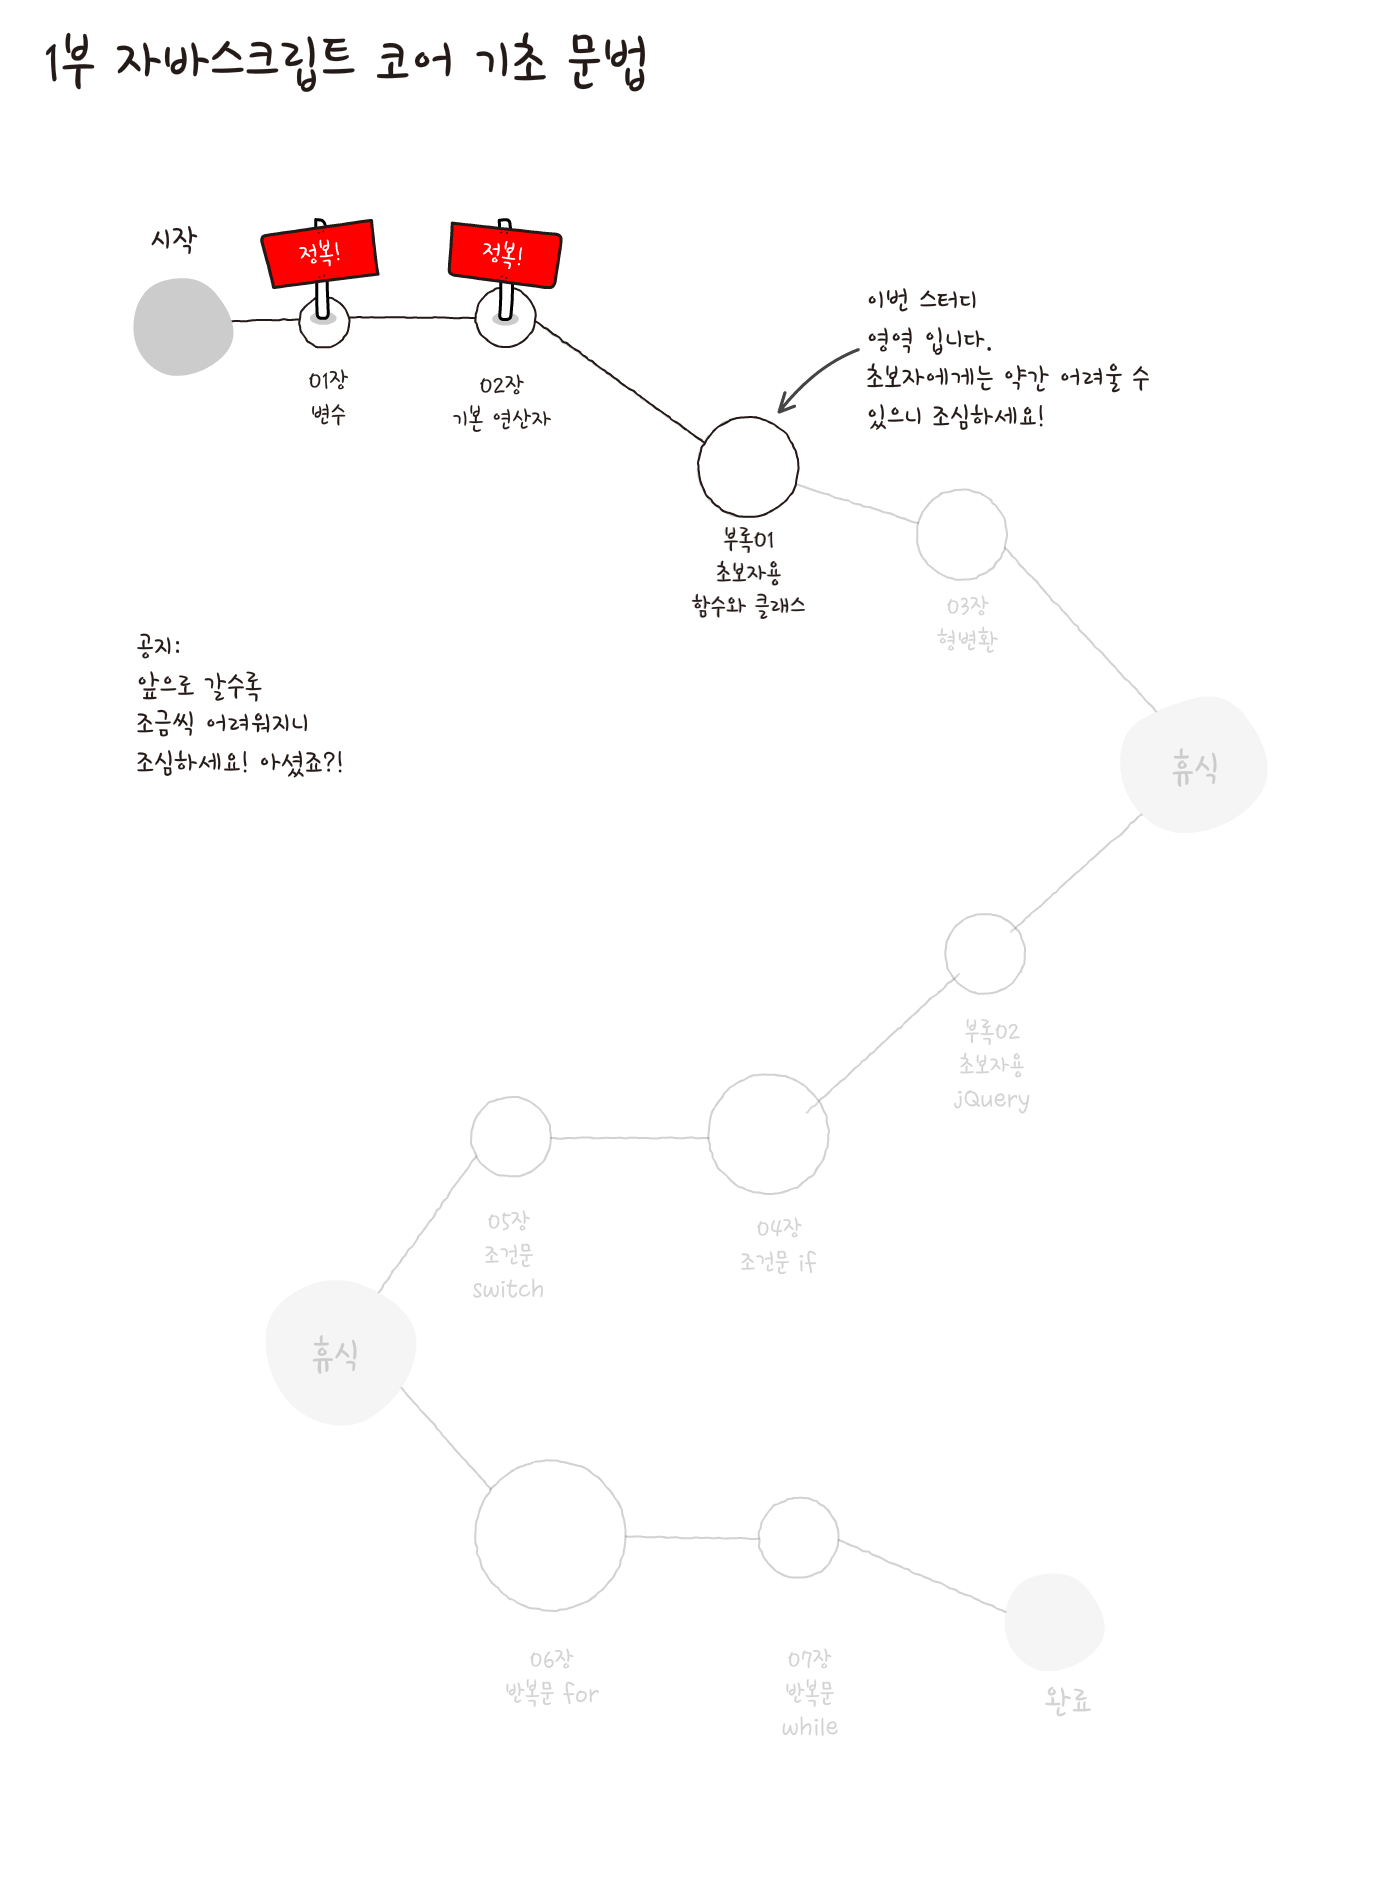 1부 자바스크립트 코어 기초 문법
시작
정복!
정복!
01장
변수
02장
기본 연산자
이번 스터디
영역 입니다.
초보자에게는 약간 어려울 수
있으니 조심하세요!
부록01
초보자용
함수와 클래스
03장
형변환
공지:
앞으로 갈수록
조금씩 어려워지니
조심하세요! 아셨죠?!
휴식
부록02
초보자용
jQuery
04장
조건문 if
05장
조건문
switch
휴식
06장
반복문 for
07장
반복문
while
완료